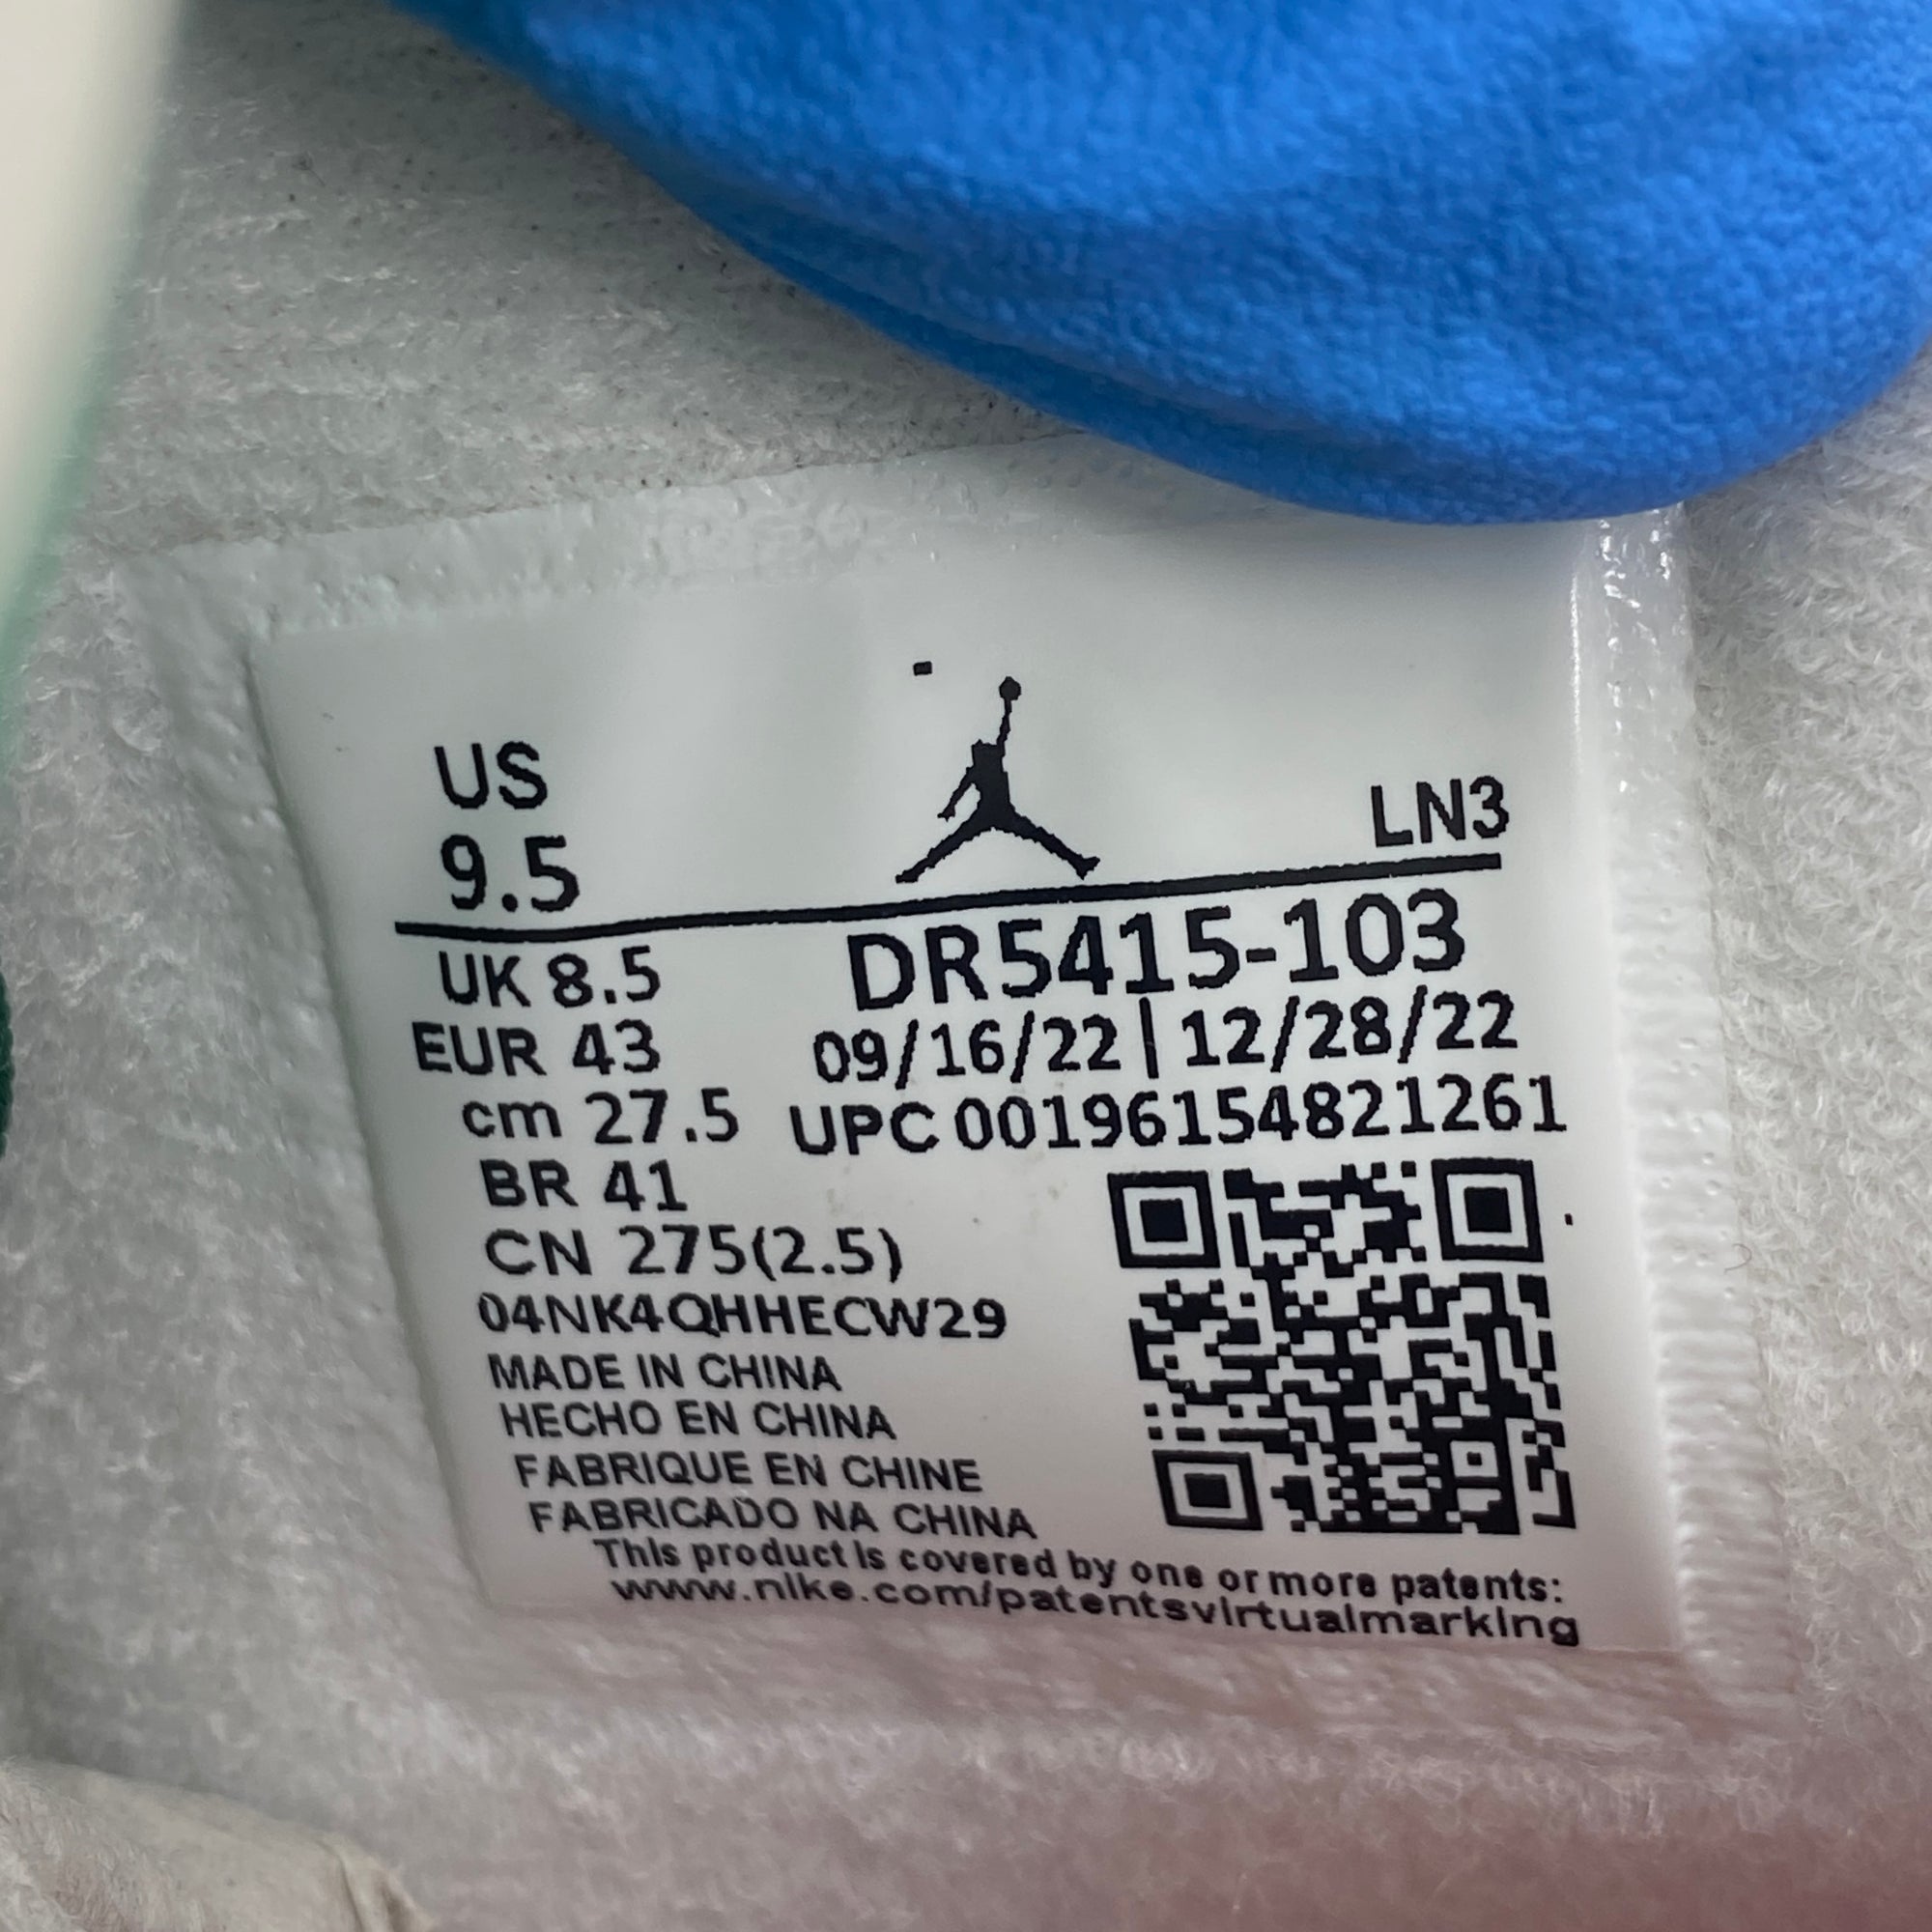 US
9.5
LN3
DR5415-103
UK 8.5
09/16/22 | 12/28/22
EUR 43
UPC 00196154821261
cm 27.5
BR 41
CN 275(2.5)
04NK4QHHECW29
MADE IN CHINA
HECHO EN CHINA
FABRIQUE EN CHINE
FABRICADO NA CHINA
This product is covered by one or more patents:
www.nike.com/patentsvirtualmarking